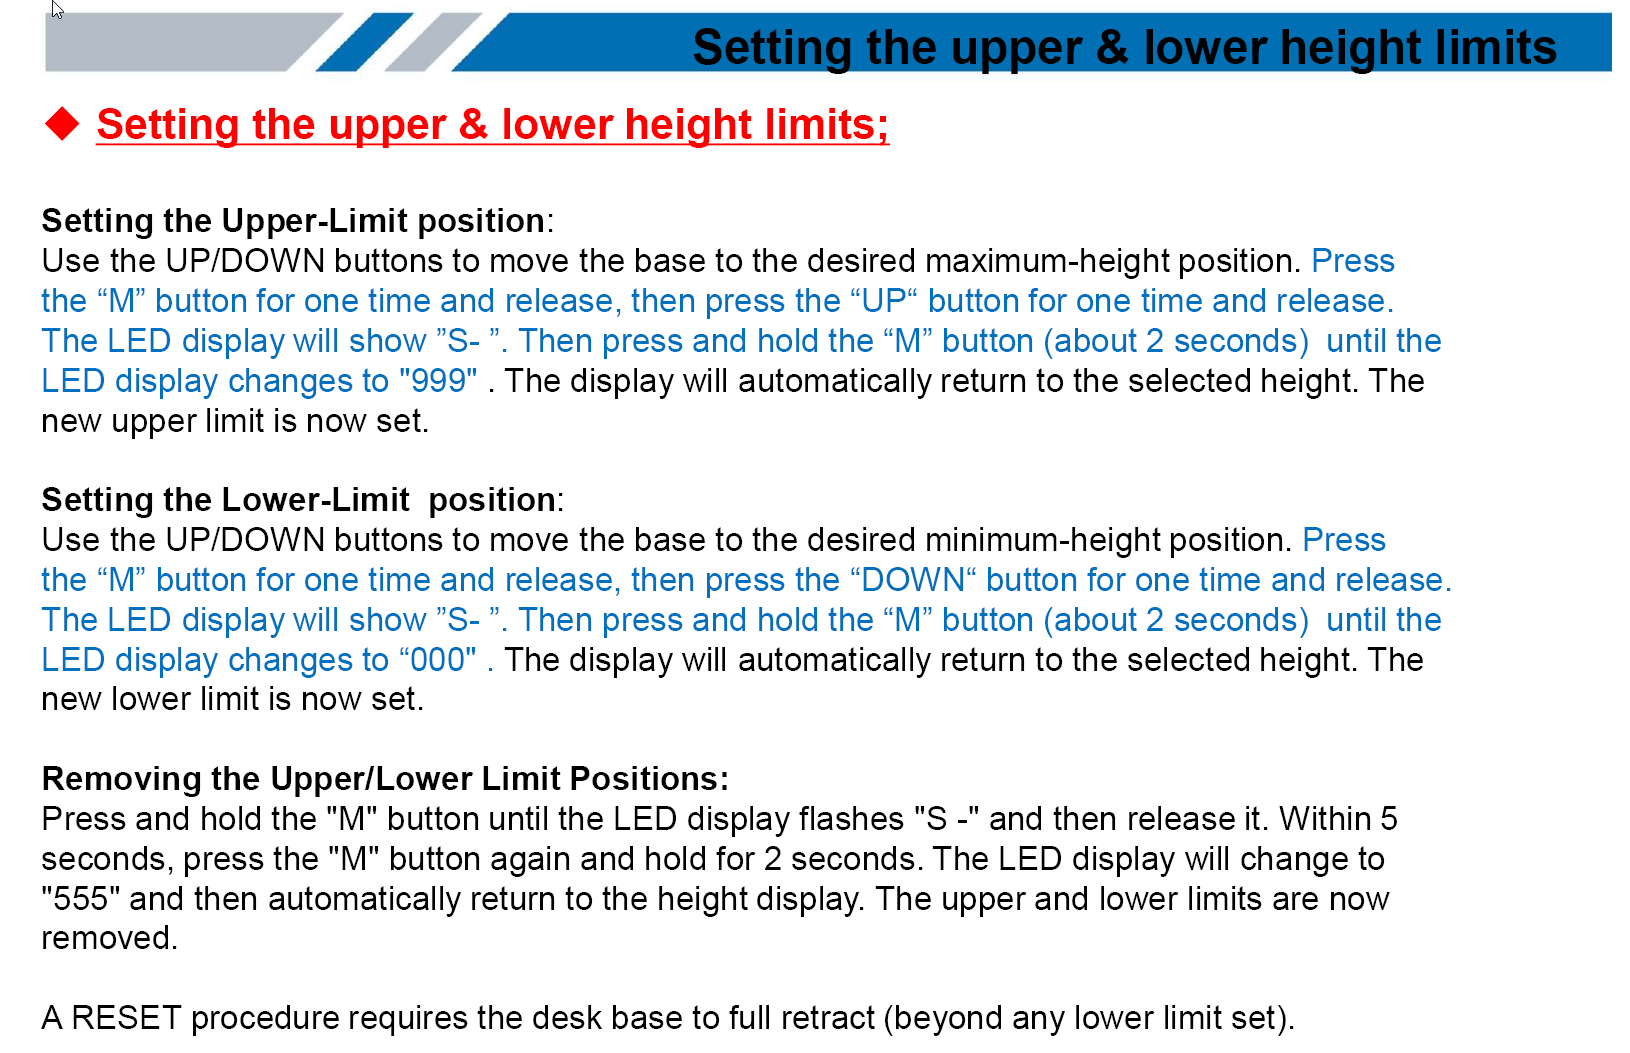 Setting the upper & lower height limits
Setting the upper & lower height limits;
Setting the Upper-Limit position:
Use the UP/DOWN buttons to move the base to the desired maximum-height position. Press
the “M” button for one time and release, then press the “UP“ button for one time and release.
The LED display will show ”S- ”. Then press and hold the “M” button (about 2 seconds)  until the
LED display changes to "999" . The display will automatically return to the selected height. The
new upper limit is now set.
Setting the Lower-Limit  position:
Use the UP/DOWN buttons to move the base to the desired minimum-height position. Press
the “M” button for one time and release, then press the “DOWN“ button for one time and release.
The LED display will show ”S- ”. Then press and hold the “M” button (about 2 seconds)  until the
LED display changes to “000" . The display will automatically return to the selected height. The
new lower limit is now set.
Removing the Upper/Lower Limit Positions:
Press and hold the "M" button until the LED display flashes "S -" and then release it. Within 5
seconds, press the "M" button again and hold for 2 seconds. The LED display will change to
"555" and then automatically return to the height display. The upper and lower limits are now
removed.
A RESET procedure requires the desk base to full retract (beyond any lower limit set).